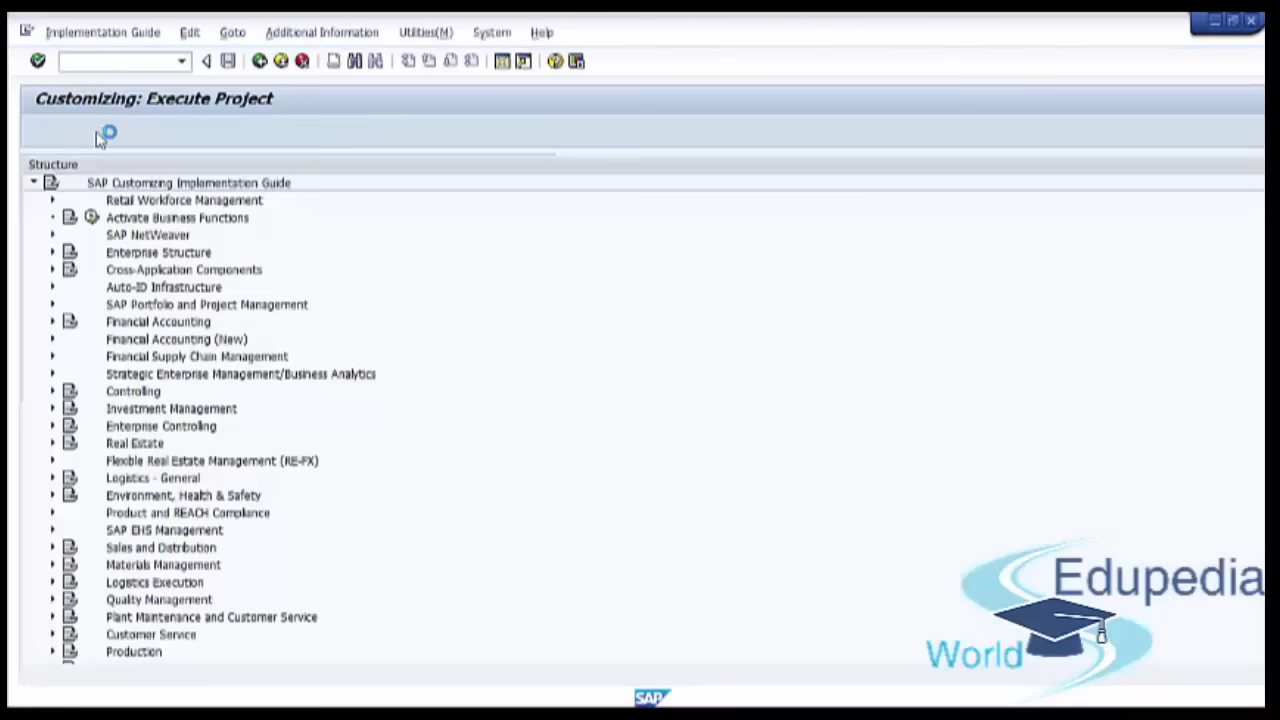 Implementation Guide Edit Goto Additional Information Utilities(M) System Help
Customizing: Execute Project
Structure
SAP Customizing Implementation Guide
Retail Workforce Management
Activate Business Functions
SAP NetWeaver
Enterprise Structure
Cross-Application Components
Auto-ID Infrastructure
SAP Portfolio and Project Management
Financial Accounting
Financial Accounting (New)
Financial Supply Chain Management
Strategic Enterprise Management/Business Analytics
Controlling
Investment Management
Enterprise Controlling
Real Estate
Flexible Real Estate Management (RE-FX)
Logistics - General
Environment, Health & Safety
Product and REACH Compliance
SAP EHS Management
Sales and Distribution
Materials Management
Logistics Execution
Quality Management
Plant Maintenance and Customer Service
Customer Service
Production
Edupedia
World
SAP